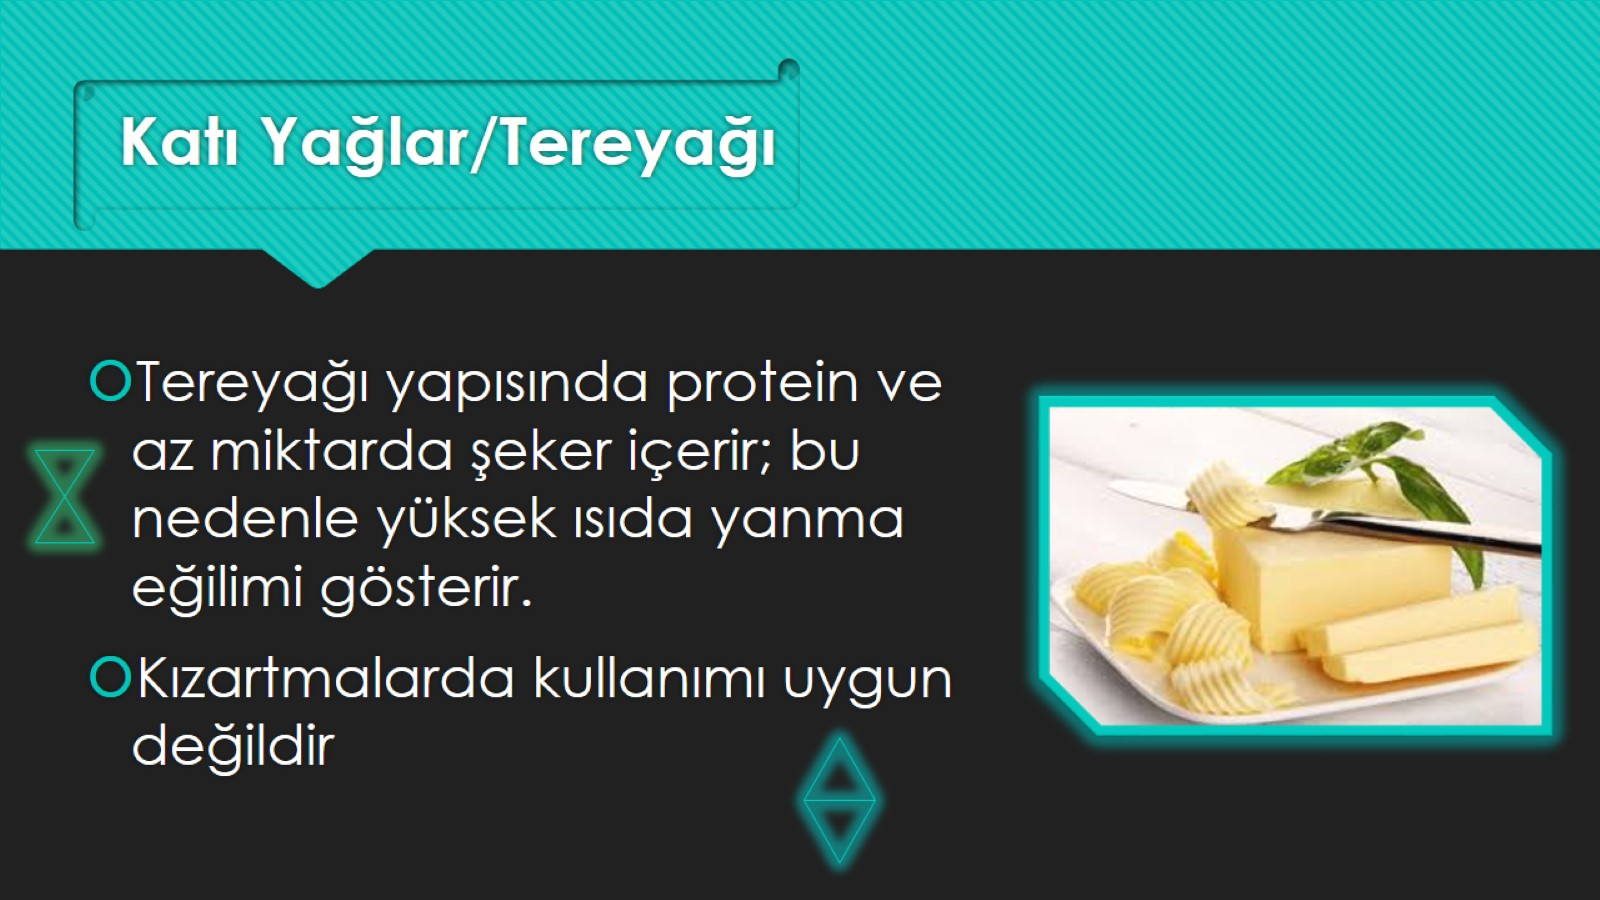 Katı Yağlar/Tereyağı
Tereyağı yapısında protein ve
az miktarda şeker içerir; bu
nedenle yüksek ısıda yanma
eğilimi gösterir.
Kızartmalarda kullanımı uygun
değildir